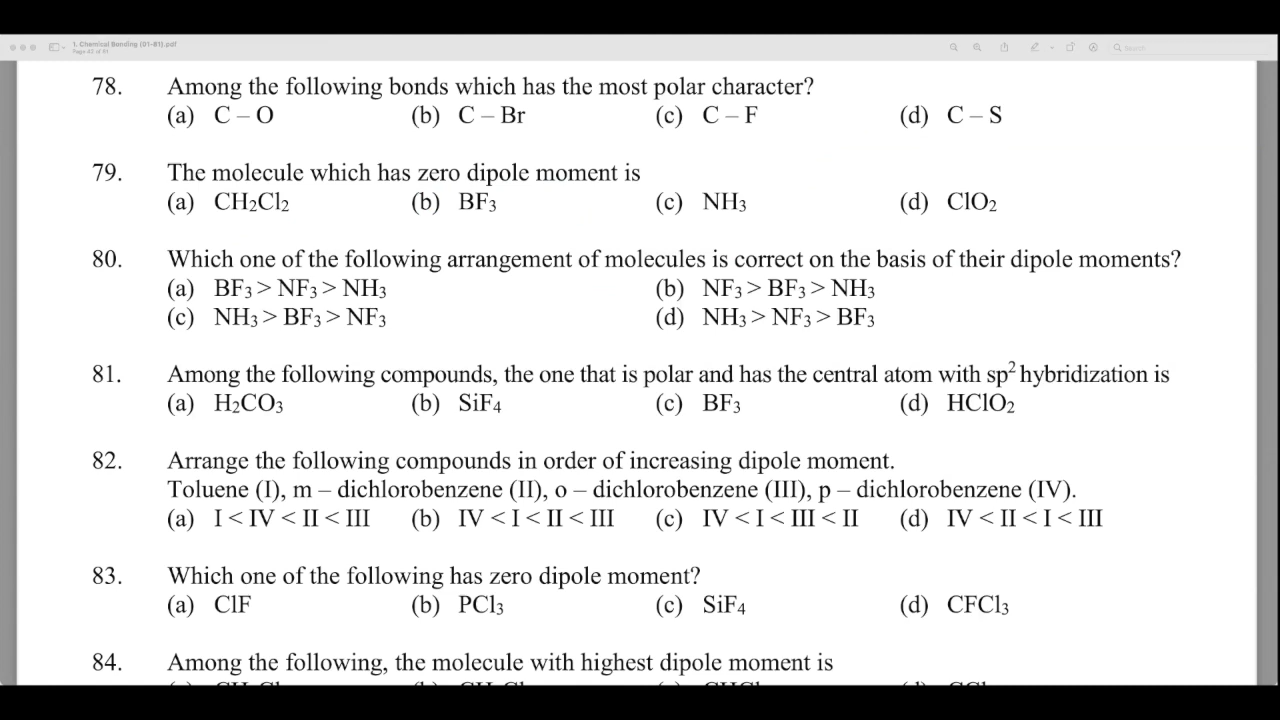 1. Chemical Bonding (01-81).pdf
Search
78. Among the following bonds which has the most polar character?
(a) C – O (b) C – Br (c) C – F (d) C – S
79. The molecule which has zero dipole moment is
(a) CH₂Cl₂ (b) BF₃ (c) NH₃ (d) ClO₂
80. Which one of the following arrangement of molecules is correct on the basis of their dipole moments?
(a) BF₃ > NF₃ > NH₃ (b) NF₃ > BF₃ > NH₃
(c) NH₃ > BF₃ > NF₃ (d) NH₃ > NF₃ > BF₃
81. Among the following compounds, the one that is polar and has the central atom with sp² hybridization is
(a) H₂CO₃ (b) SiF₄ (c) BF₃ (d) HClO₂
82. Arrange the following compounds in order of increasing dipole moment.
Toluene (I), m – dichlorobenzene (II), o – dichlorobenzene (III), p – dichlorobenzene (IV).
(a) I < IV < II < III (b) IV < I < II < III (c) IV < I < III < II (d) IV < II < I < III
83. Which one of the following has zero dipole moment?
(a) ClF (b) PCl₃ (c) SiF₄ (d) CFCl₃
84. Among the following, the molecule with highest dipole moment is